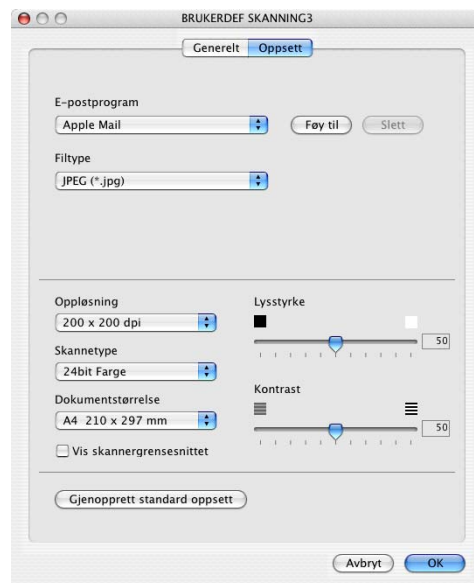 BRUKERDEF SKANNING3
Generelt Oppsett
E-postprogram
Apple Mail Føy til Slett
Filtype
JPEG (*.jpg)
Oppløsning Lysstyrke
200 x 200 dpi
50
Skannetype
24bit Farge
Kontrast
Dokumentstørrelse
A4 210 x 297 mm
50
Vis skannergrensesnittet
Gjenopprett standard oppsett
Avbryt OK